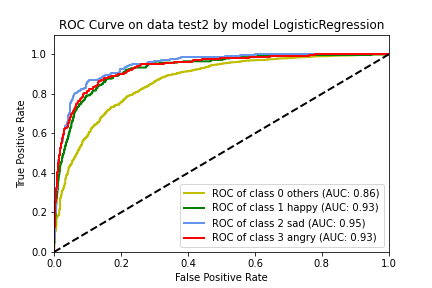 ROC Curve on data test2 by model LogisticRegression
True Positive Rate
1.0
0.8
0.6
0.4
0.2
0.0
ROC of class 0 others (AUC: 0.86)
ROC of class 1 happy (AUC: 0.93)
ROC of class 2 sad (AUC: 0.95)
ROC of class 3 angry (AUC: 0.93)
0.0 0.2 0.4 0.6 0.8 1.0
False Positive Rate